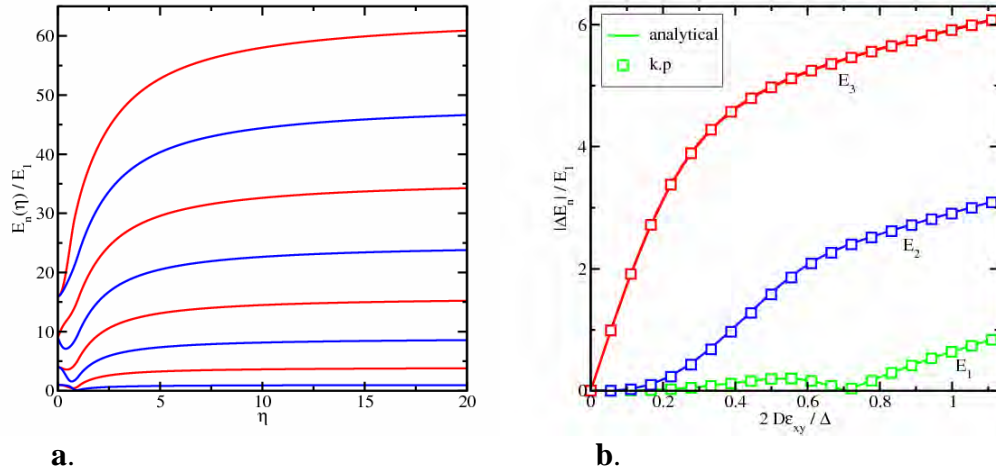 E_n(η) / E_1
60
50
40
30
20
10
0
0
5
10
15
20
η
a.
|ΔE_n| / E_1
6
4
2
0
analytical
k.p
E_3
E_2
E_1
0
0.2
0.4
0.6
0.8
1
2 Dε_xy / Δ
b.